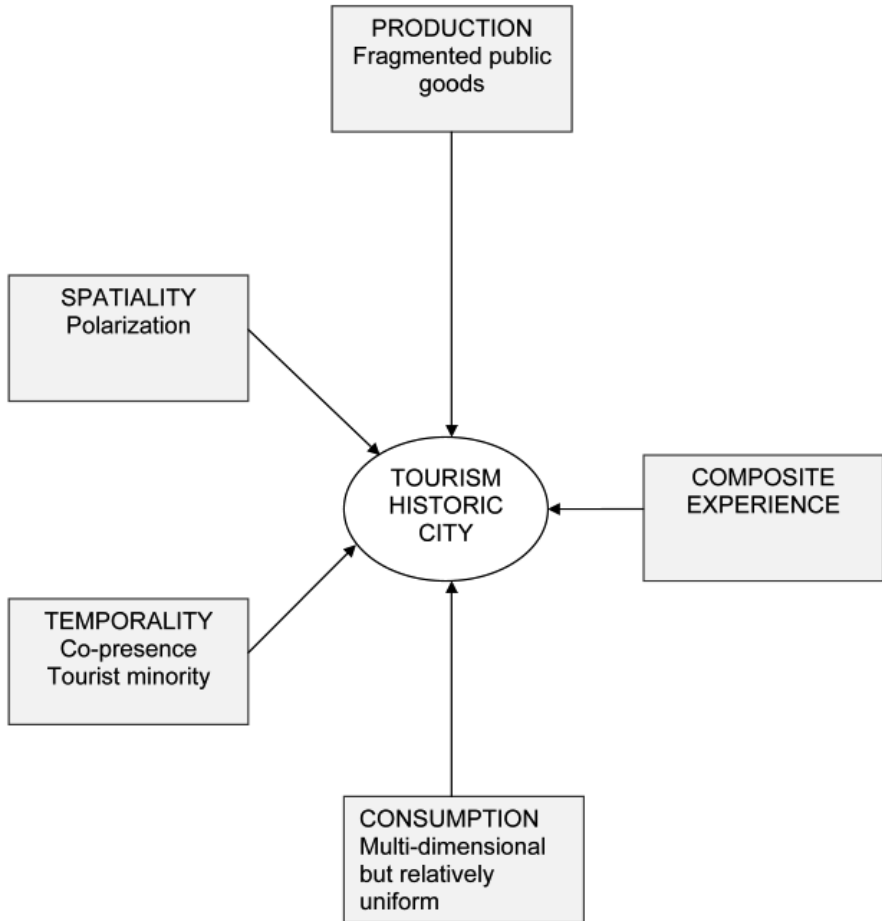 PRODUCTION
Fragmented public
goods
SPATIALITY
Polarization
TOURISM
HISTORIC
CITY
COMPOSITE
EXPERIENCE
TEMPORALITY
Co-presence
Tourist minority
CONSUMPTION
Multi-dimensional
but relatively
uniform